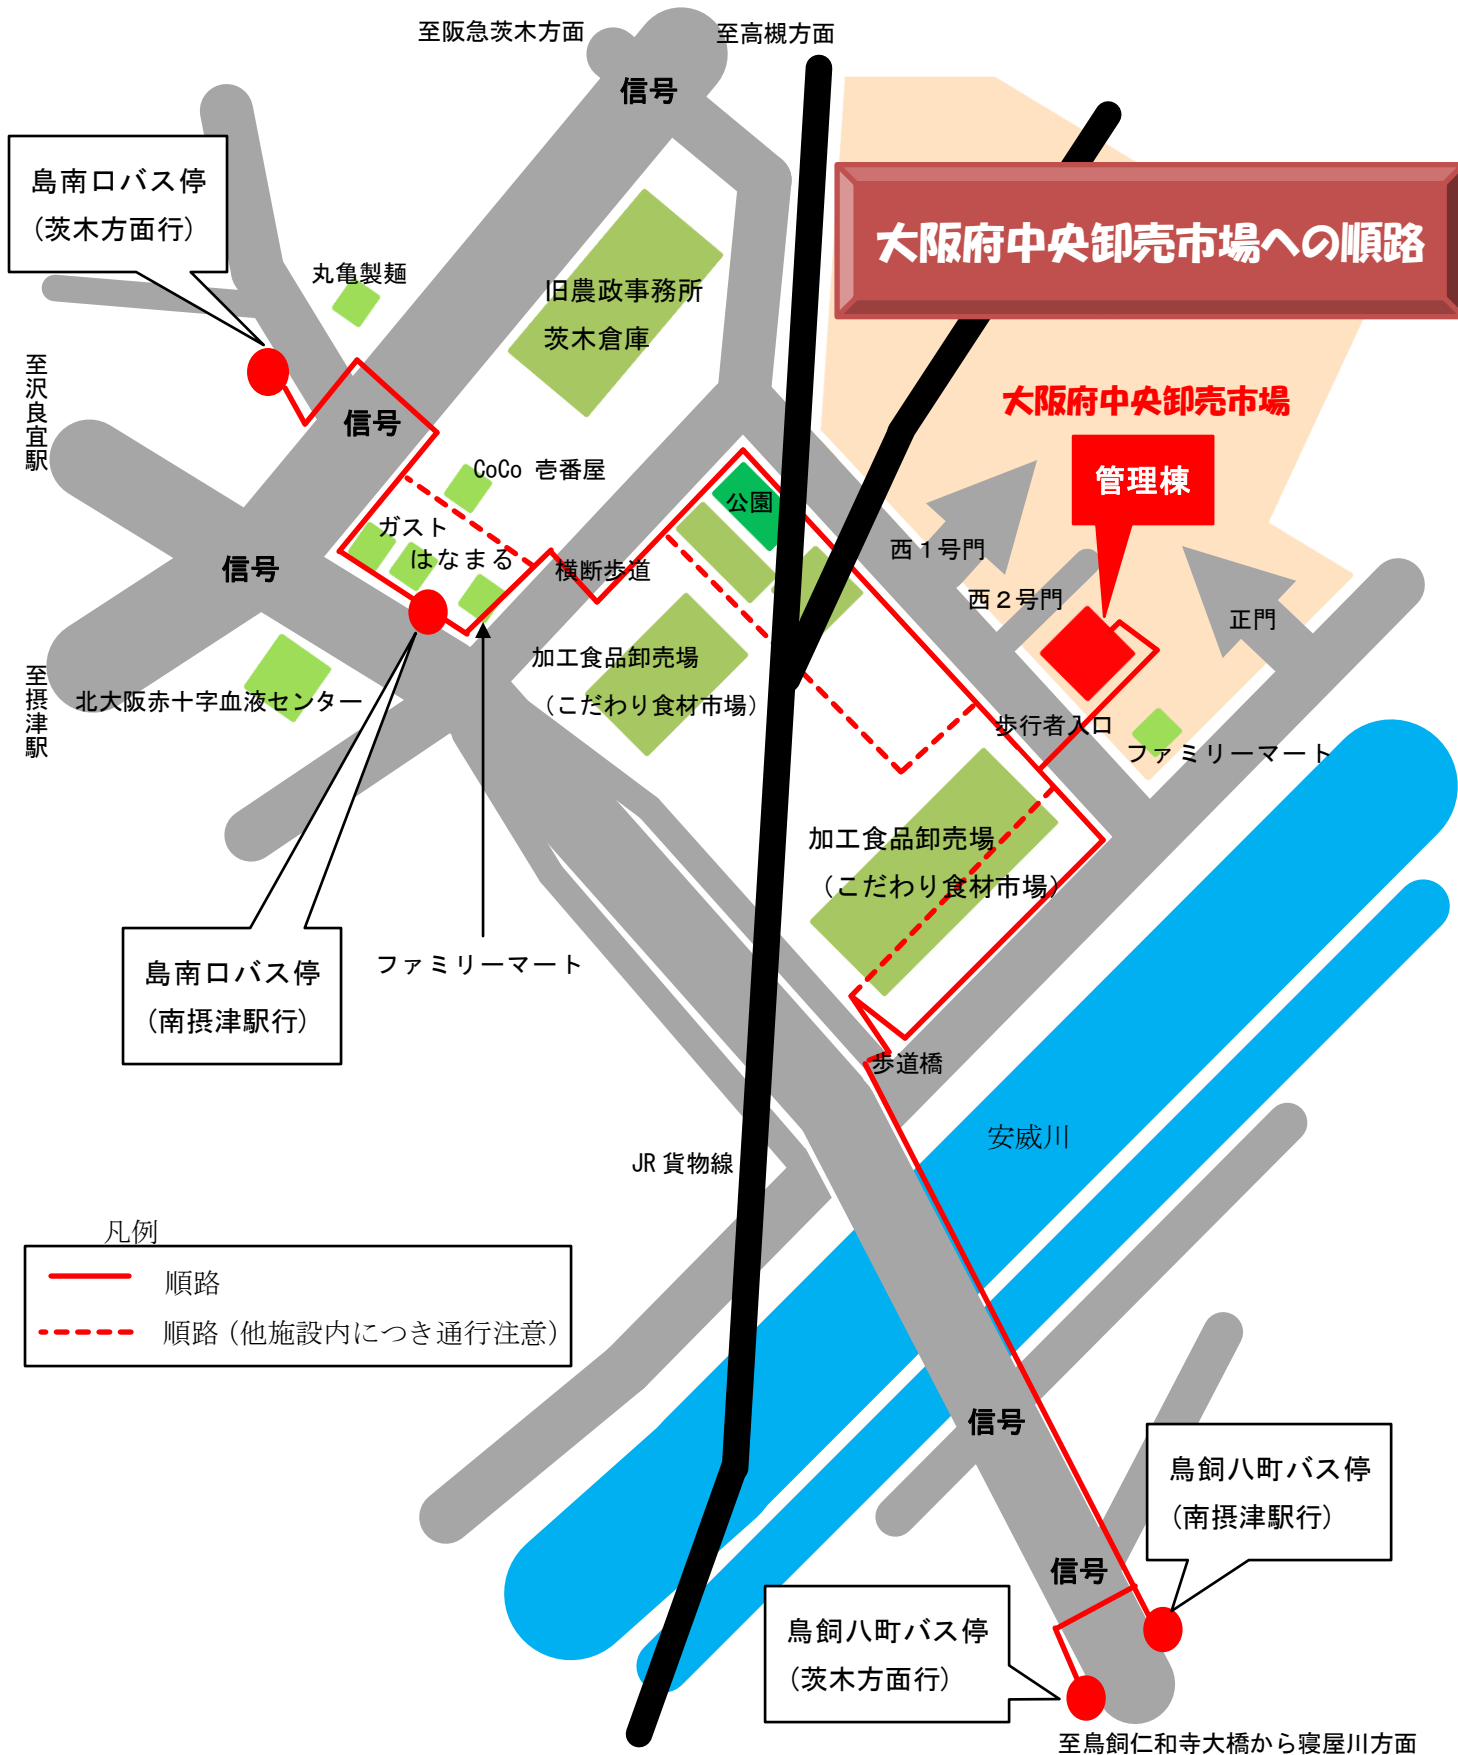 至阪急茨木方面
至高槻方面
信号
島南口バス停
(茨木方面行)
大阪府中央卸売市場への順路
丸亀製麺
旧農政事務所
茨木倉庫
至沢良宜駅
信号
大阪府中央卸売市場
管理棟
CoCo 壱番屋
公園
ガスト
はなまる
西１号門
信号
横断歩道
西２号門
正門
加工食品卸売場
（こだわり食材市場）
至摂津駅
北大阪赤十字血液センター
歩行者入口
ファミリーマート
加工食品卸売場
（こだわり食材市場）
島南口バス停
(南摂津駅行)
ファミリーマート
歩道橋
安威川
JR 貨物線
凡例
順路
順路（他施設内につき通行注意）
信号
鳥飼八町バス停
(南摂津駅行)
信号
鳥飼八町バス停
(茨木方面行)
至鳥飼仁和寺大橋から寝屋川方面